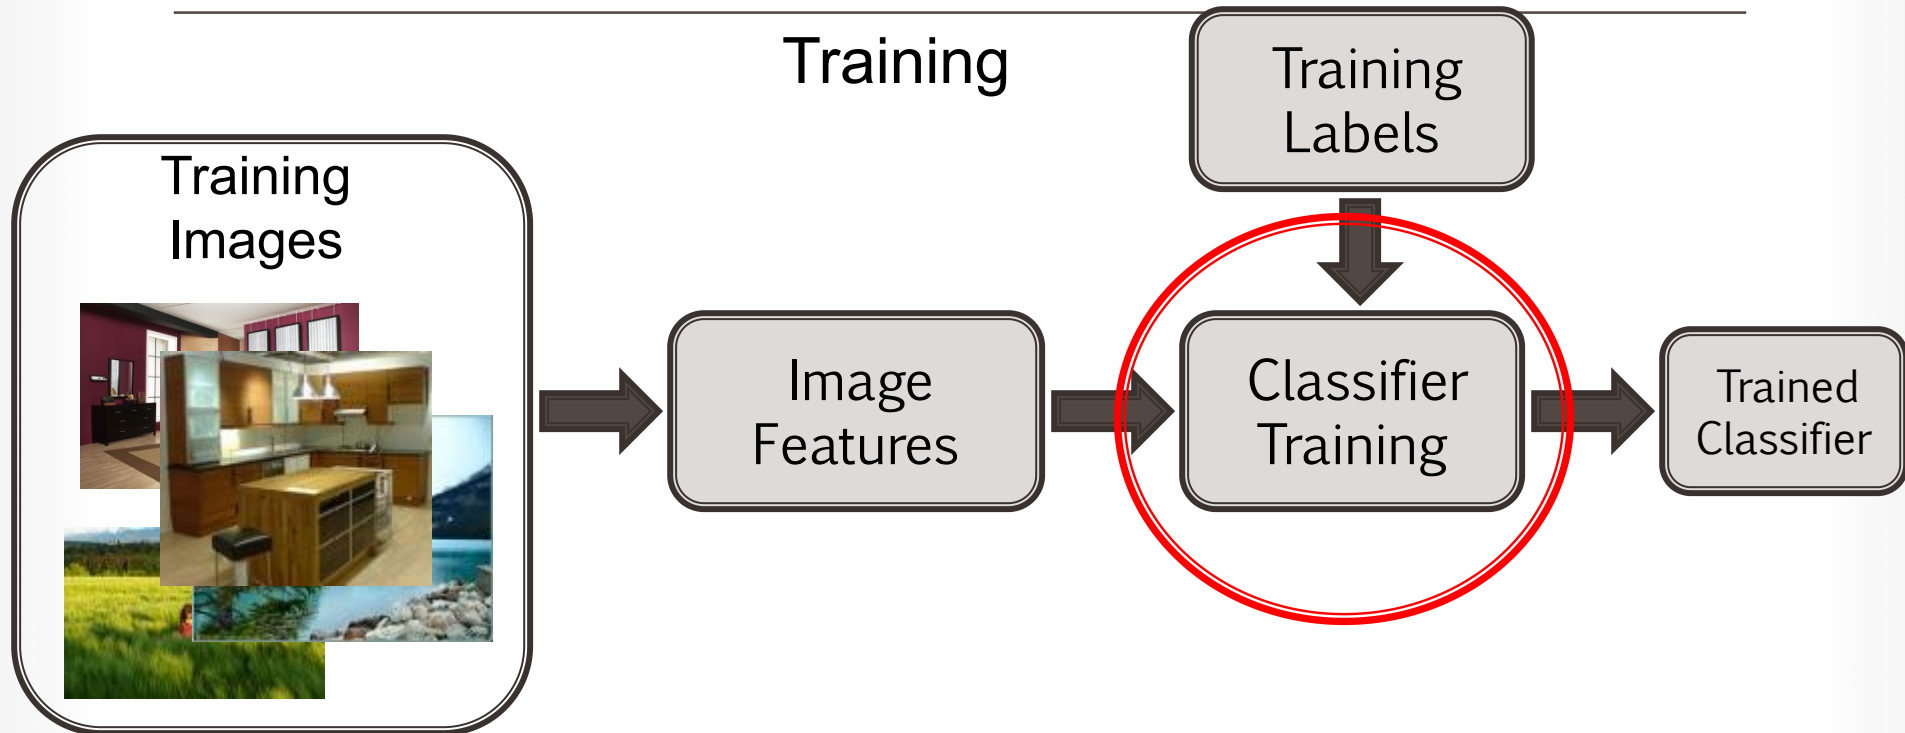 Training
Training
Labels
Training
Images
Image
Features
Classifier
Training
Trained
Classifier